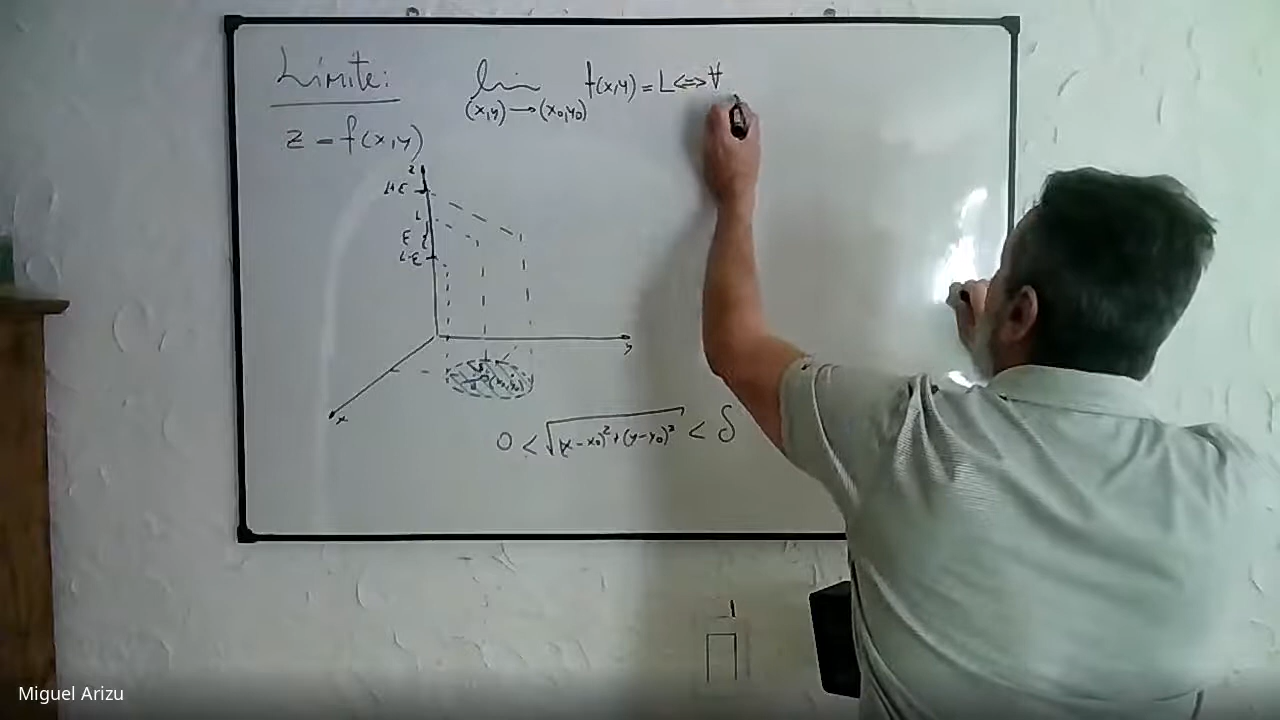 Límite:
lim f(x,y) = L ⇔ ∀
(x,y)→(x₀,y₀)
z = f(x,y)
z
L+ε
L
ε
L-ε
y
x
0 < √(x-x₀)²+(y-y₀)² < δ
Miguel Arizu